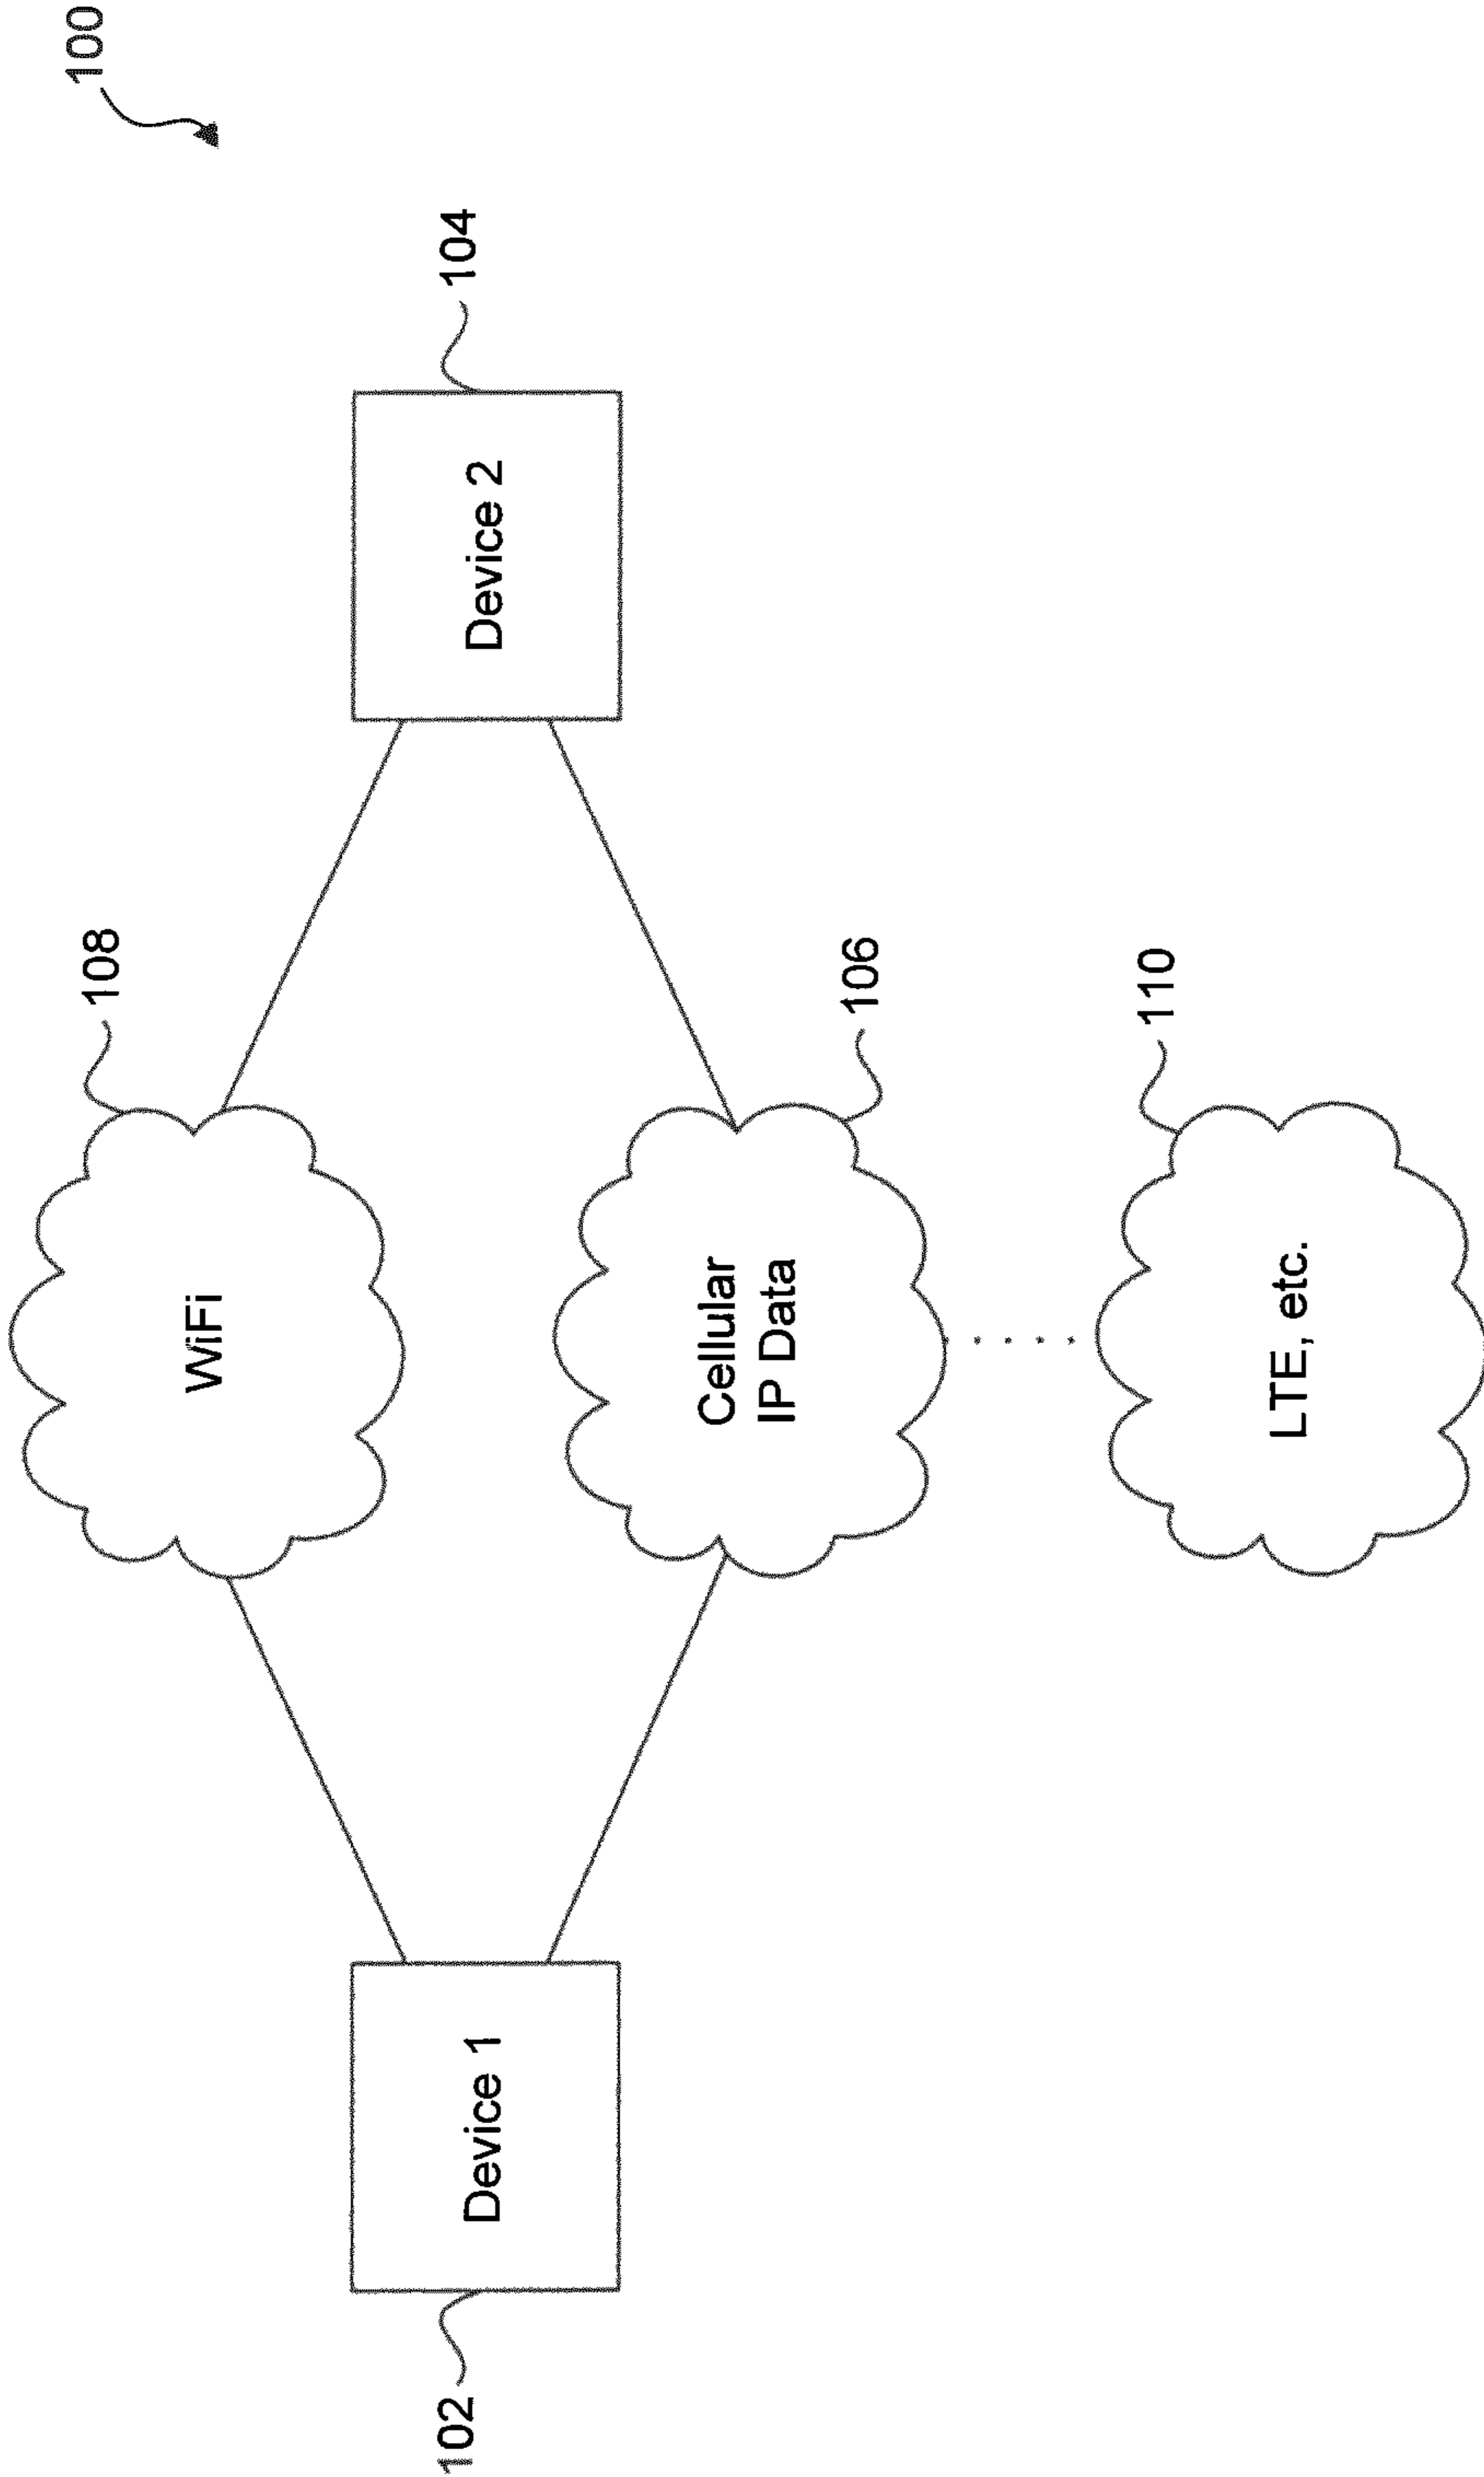 100
108
WiFi
104
Device 1
Device 2
102
106
Cellular
IP Data
110
LTE, etc.